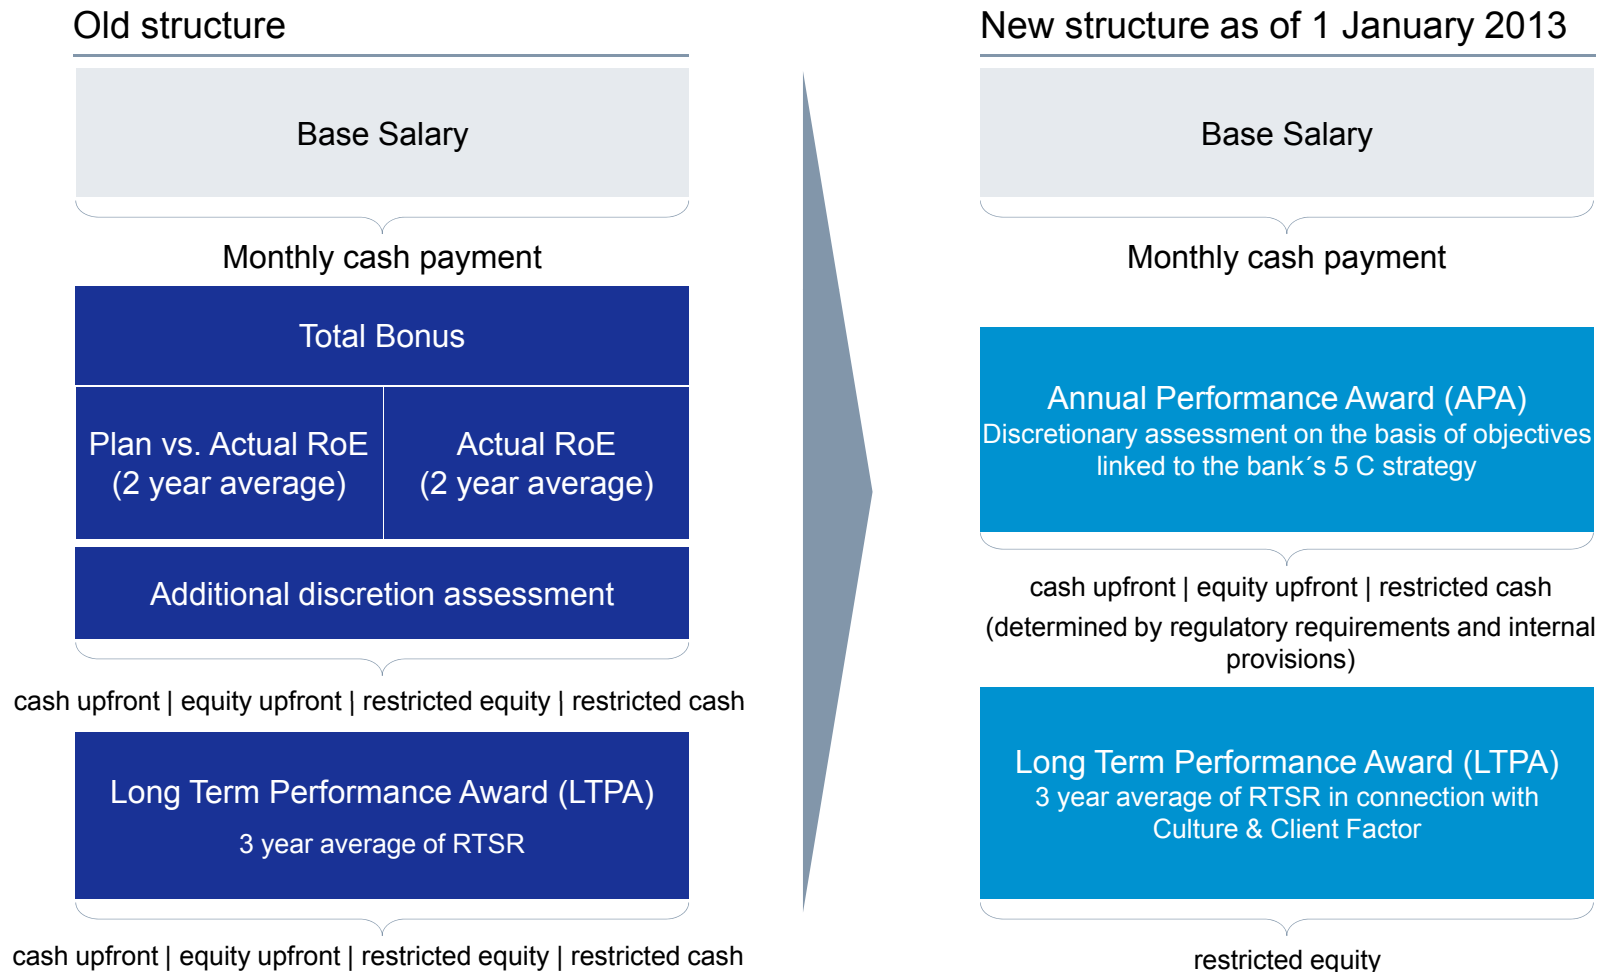 Old structure
Base Salary
Monthly cash payment
Total Bonus
Plan vs. Actual RoE
(2 year average)
Actual RoE
(2 year average)
Additional discretion assessment
cash upfront | equity upfront | restricted equity | restricted cash
Long Term Performance Award (LTPA)
3 year average of RTSR
cash upfront | equity upfront | restricted equity | restricted cash
New structure as of 1 January 2013
Base Salary
Monthly cash payment
Annual Performance Award (APA)
Discretionary assessment on the basis of objectives
linked to the bank´s 5 C strategy
cash upfront | equity upfront | restricted cash
(determined by regulatory requirements and internal
provisions)
Long Term Performance Award (LTPA)
3 year average of RTSR in connection with
Culture & Client Factor
restricted equity